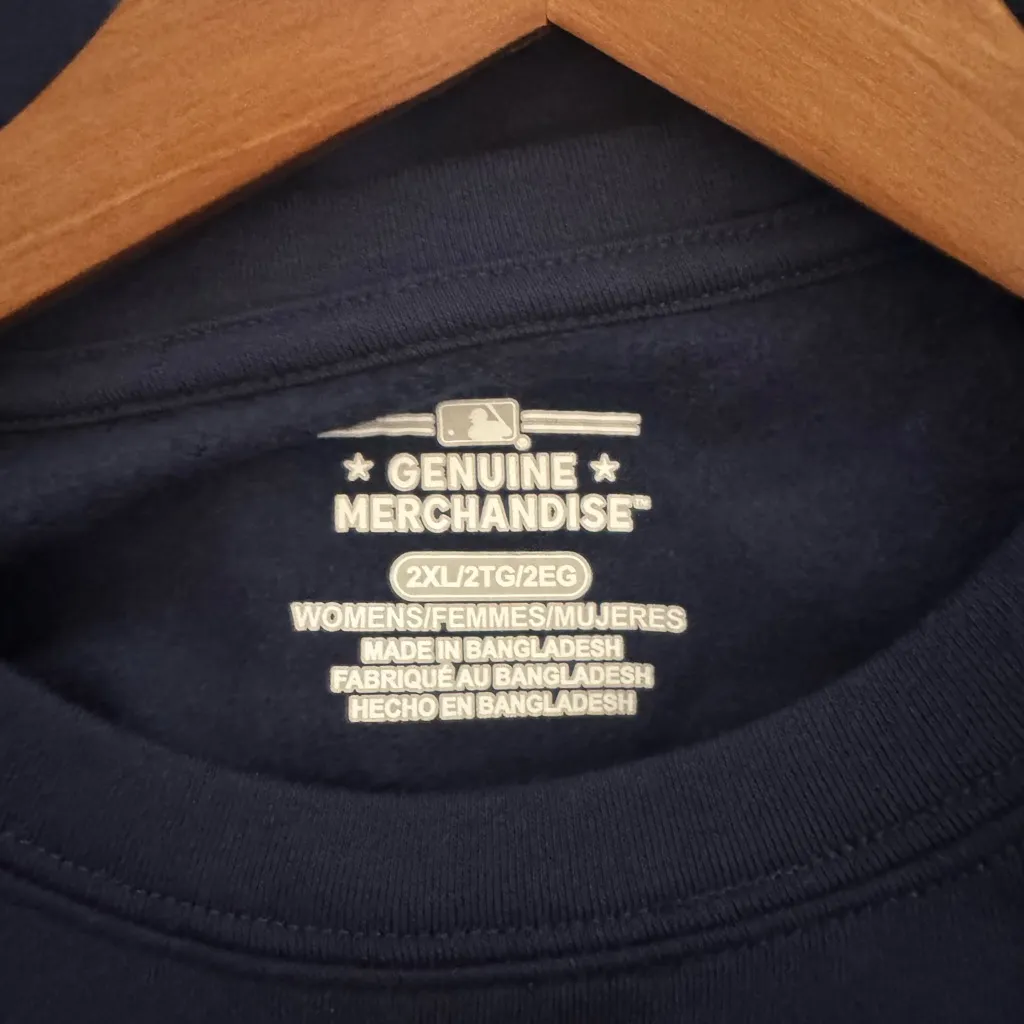 ★ GENUINE ★
MERCHANDISE™
2XL/2TG/2EG
WOMENS/FEMMES/MUJERES
MADE IN BANGLADESH
FABRIQUÉ AU BANGLADESH
HECHO EN BANGLADESH